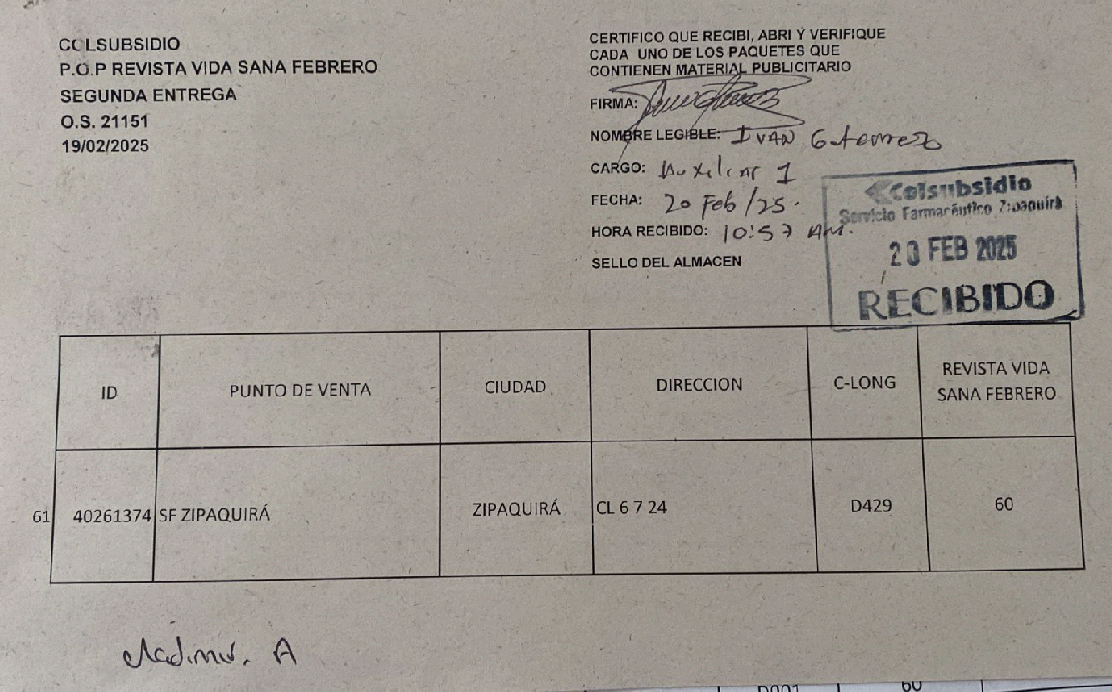 COLSUBSIDIO
P.O.P REVISTA VIDA SANA FEBRERO
SEGUNDA ENTREGA
O.S. 21151
19/02/2025
CERTIFICO QUE RECIBI, ABRI Y VERIFIQUE
CADA UNO DE LOS PAQUETES QUE
CONTIENEN MATERIAL PUBLICITARIO
FIRMA:
NOMBRE LEGIBLE: IVAN Gutierrez
CARGO: Auxiliar 1
FECHA: 20 Feb/25.
HORA RECIBIDO: 10:57 AM.
SELLO DEL ALMACEN
Colsubsidio
Servicio Farmacéutico Zipaquirá
20 FEB 2025
RECIBIDO
ID PUNTO DE VENTA CIUDAD DIRECCION C-LONG REVISTA VIDA
SANA FEBRERO
61 40261374 SF ZIPAQUIRÁ ZIPAQUIRÁ CL 6 7 24 D429 60
Vladimir. A